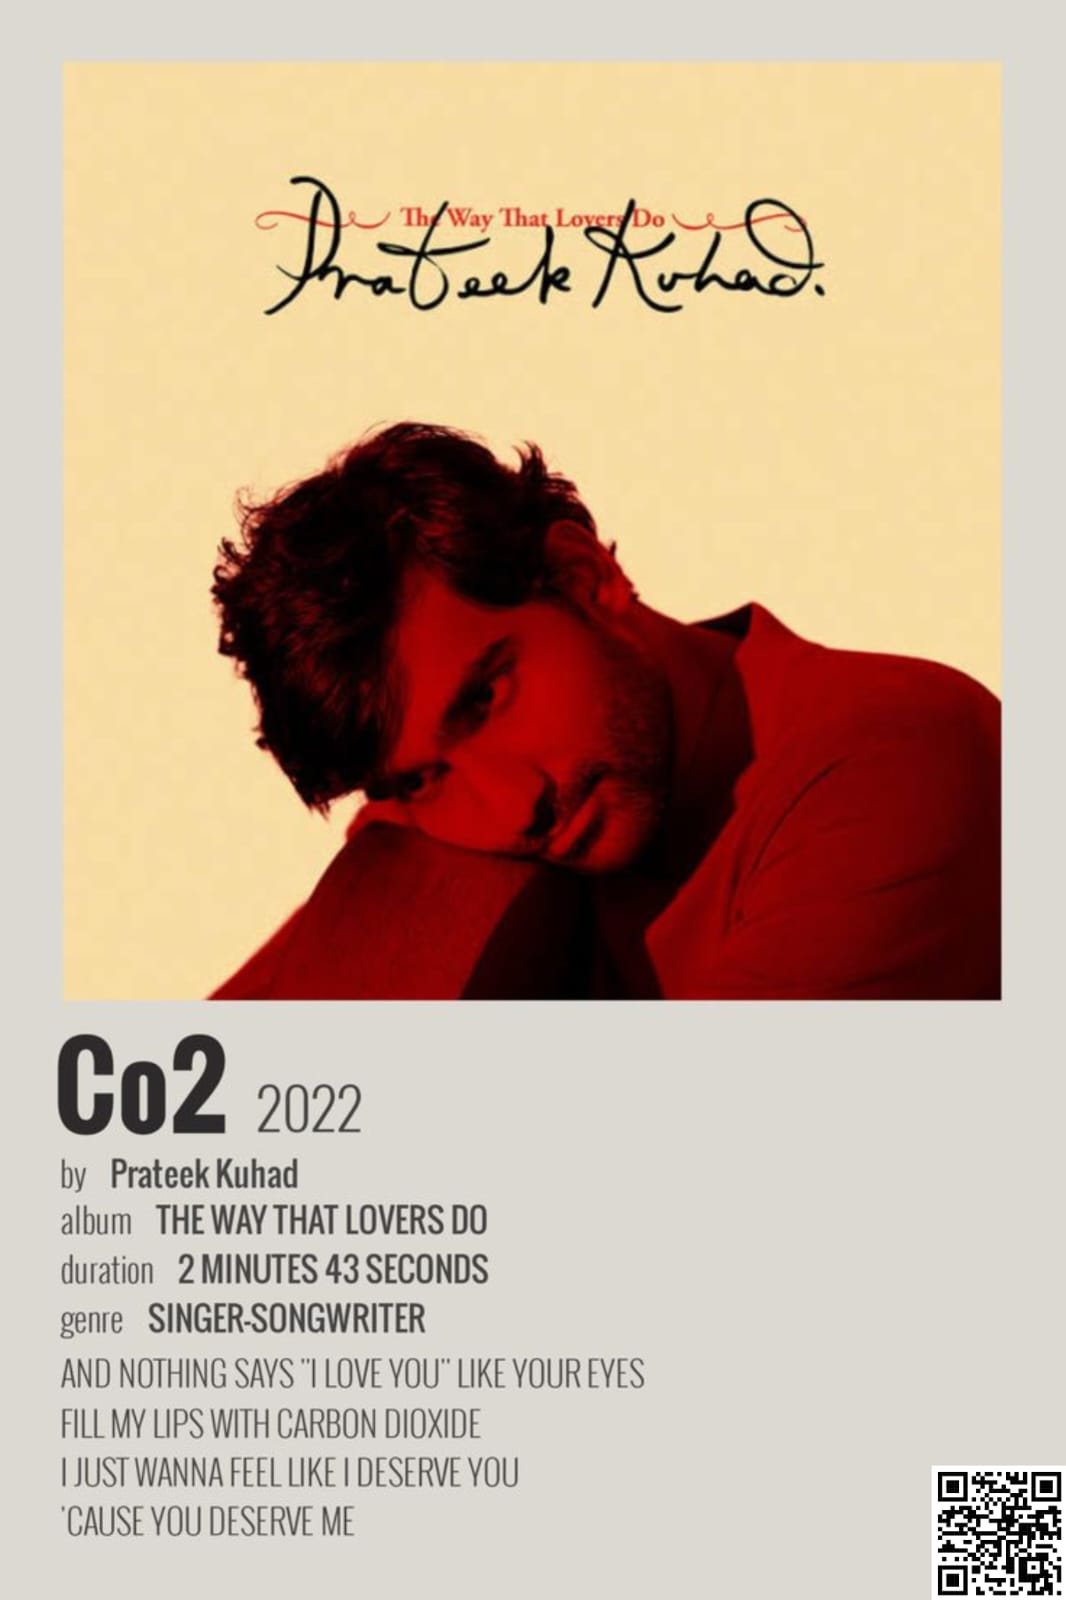 The Way That Lovers Do
Prateek Kuhad.
Co2 2022
by Prateek Kuhad
album THE WAY THAT LOVERS DO
duration 2 MINUTES 43 SECONDS
genre SINGER-SONGWRITER
AND NOTHING SAYS "I LOVE YOU" LIKE YOUR EYES
FILL MY LIPS WITH CARBON DIOXIDE
I JUST WANNA FEEL LIKE I DESERVE YOU
'CAUSE YOU DESERVE ME